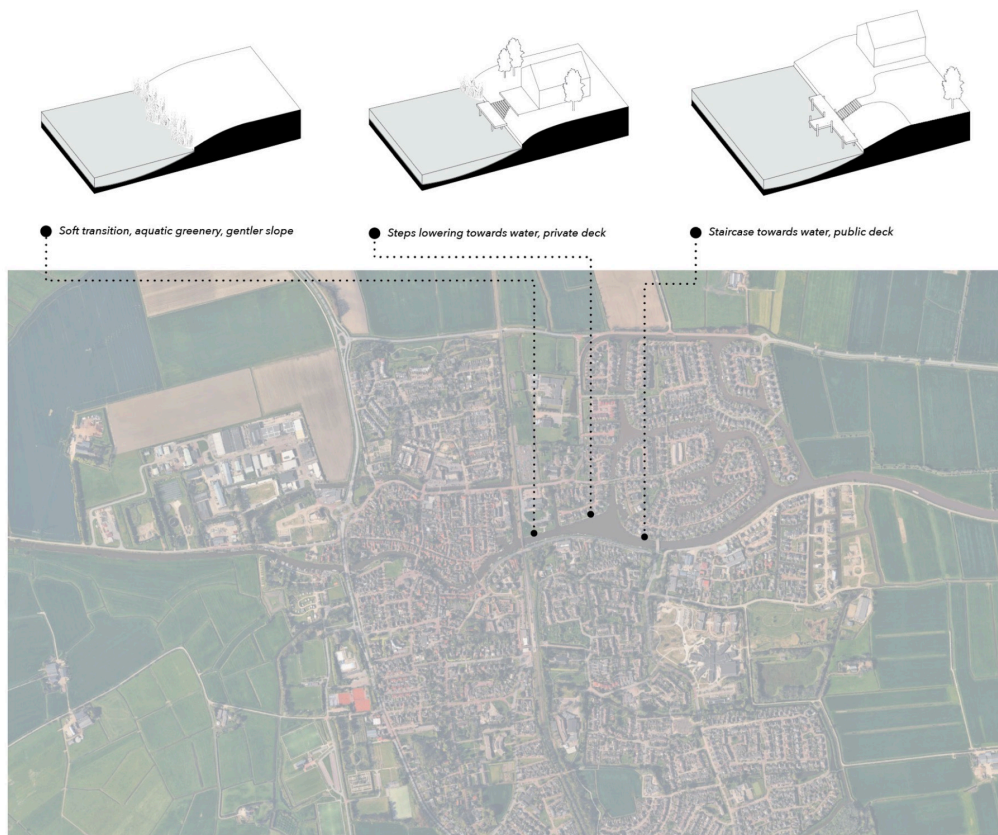 Soft transition, aquatic greenery, gentler slope
Steps lowering towards water, private deck
Staircase towards water, public deck